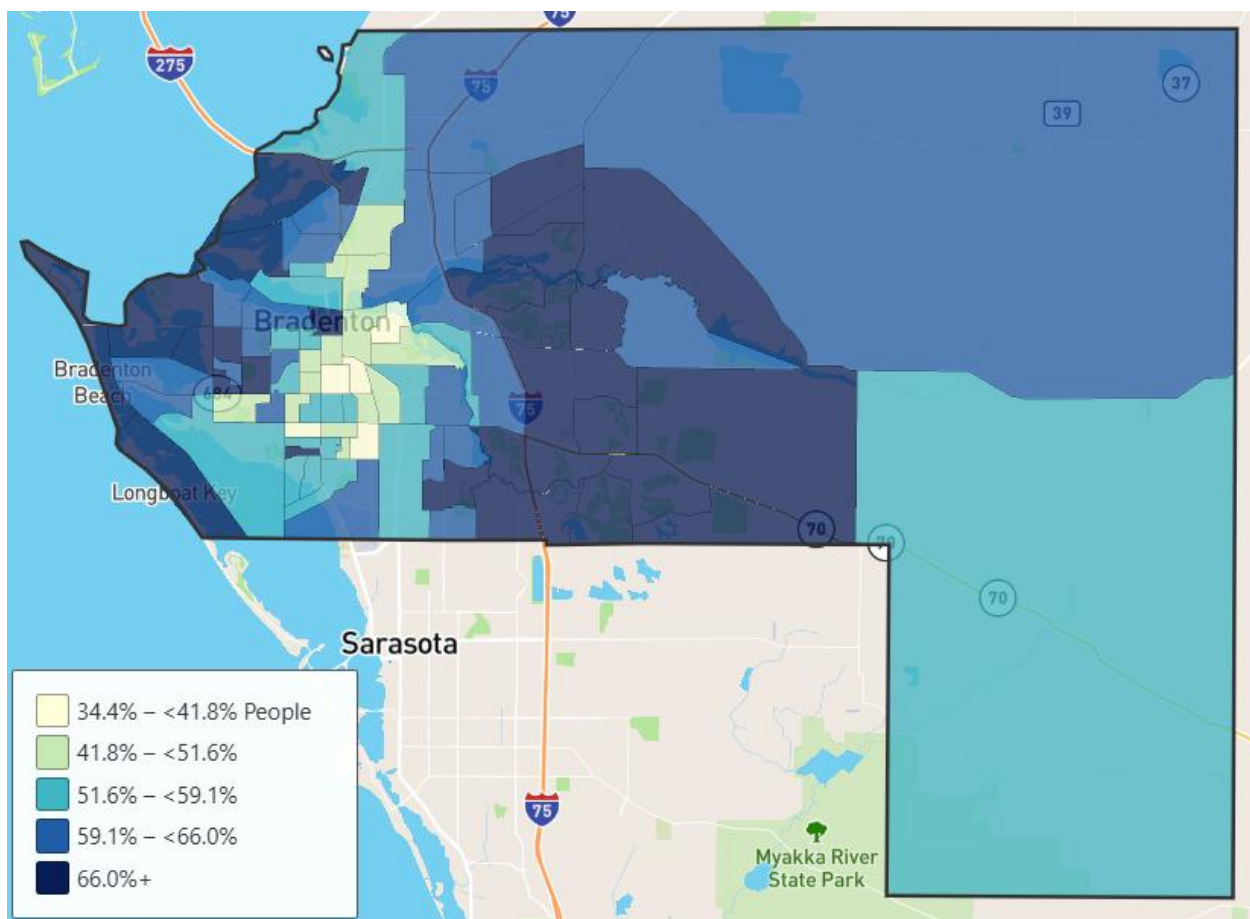 75
275
75
37
39
Bradenton
Bradenton
Beach
684
75
Longboat Key
70
70
70
Sarasota
34.4% – <41.8% People
41.8% – <51.6%
51.6% – <59.1%
59.1% – <66.0%
66.0%+
75
Myakka River
State Park